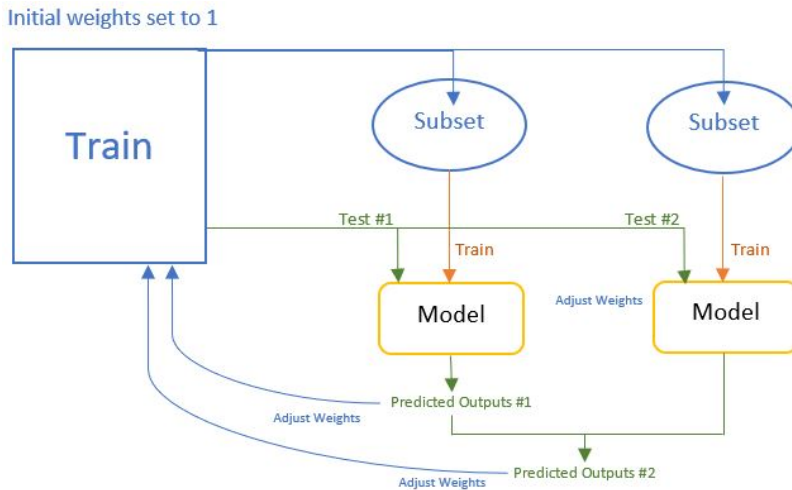 Initial weights set to 1
Train
Subset
Subset
Test #1
Test #2
Train
Train
Model
Adjust Weights
Model
Predicted Outputs #1
Adjust Weights
Predicted Outputs #2
Adjust Weights